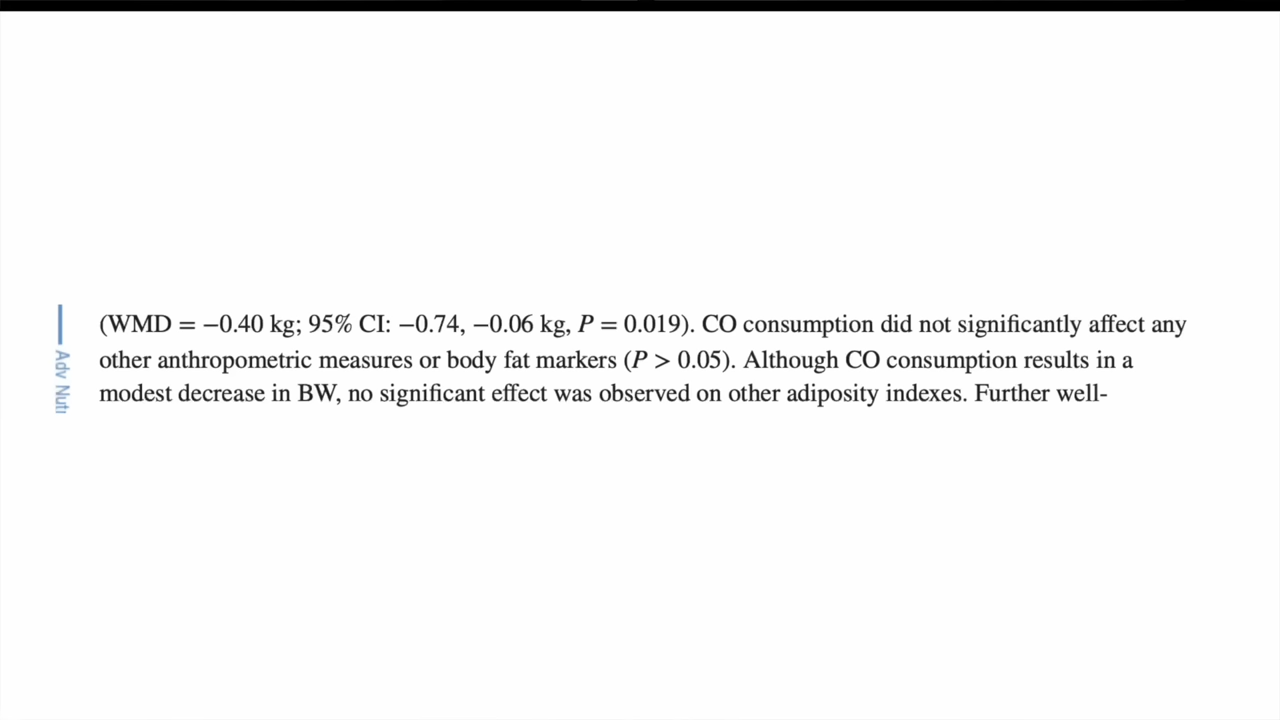 (WMD = −0.40 kg; 95% CI: −0.74, −0.06 kg, P = 0.019). CO consumption did not significantly affect any
other anthropometric measures or body fat markers (P > 0.05). Although CO consumption results in a
modest decrease in BW, no significant effect was observed on other adiposity indexes. Further well-
Adv Nutr